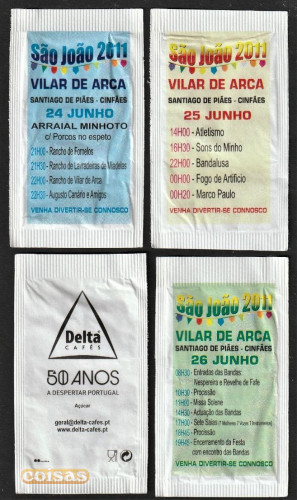 São João 2011
VILAR DE ARCA
SANTIAGO DE PIÃES - CINFÃES
24 JUNHO
ARRAIAL MINHOTO
c/ Porcos no espeto
21H00 - Rancho de Fornelos
21H30 - Rancho de Lavradeiras de Miadelas
22H00 - Rancho de Vilar de Arca
22H30 - Augusto Canário e Amigos
VENHA DIVERTIR-SE CONNOSCO
São João 2011
VILAR DE ARCA
SANTIAGO DE PIÃES - CINFÃES
25 JUNHO
14H00 - Atletismo
16H30 - Sons do Minho
22H00 - Bandalusa
00H00 - Fogo de Artificio
00H20 - Marco Paulo
VENHA DIVERTIR-SE CONNOSCO
Delta
CAFÉS
50 ANOS
A DESPERTAR PORTUGAL
Açúcar
geral@delta-cafes.pt
www.delta-cafes.pt
coisas
São João 2011
VILAR DE ARCA
SANTIAGO DE PIÃES - CINFÃES
26 JUNHO
08H30 - Entradas das Bandas
Nespereira e Revelhe de Fafe
10H30 - Procissão
11H00 - Missa Solene
14H30 - Actuação das Bandas
17H00 - Sete Saias
19H15 - Procissão
19H45 - Encerramento da Festa
com encontro das Bandas
VENHA DIVERTIR-SE CONNOSCO